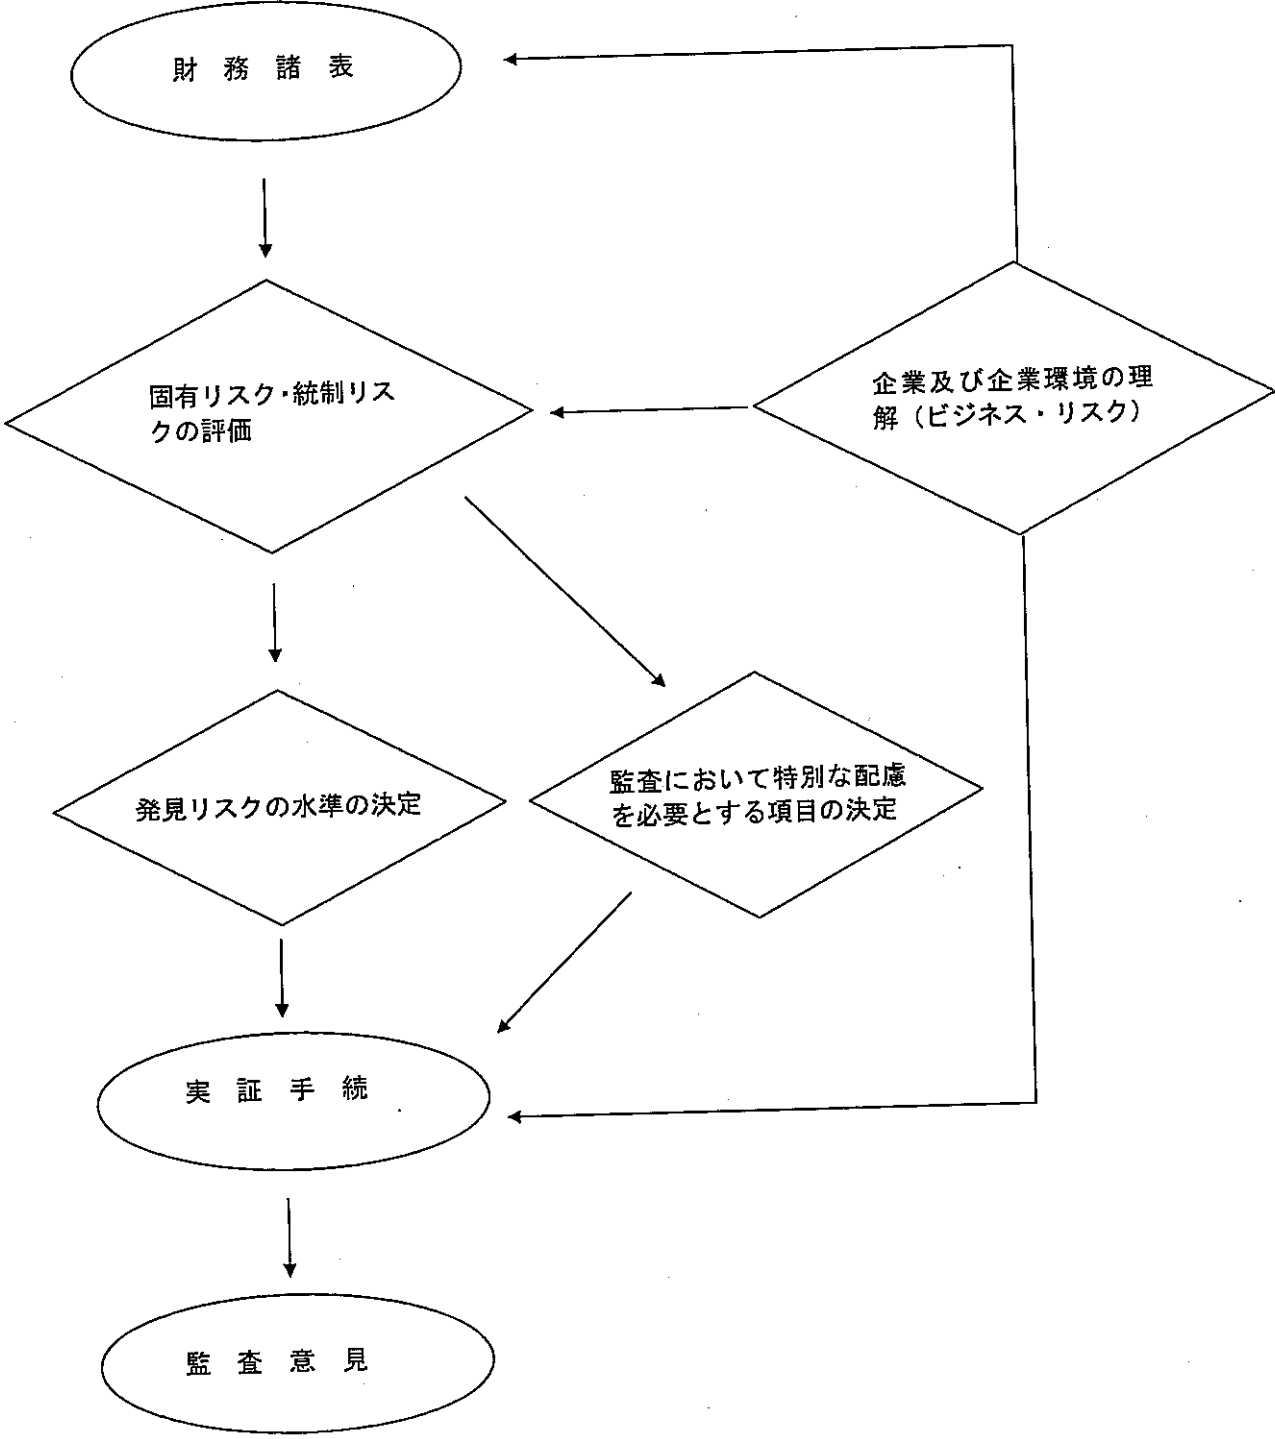 財務諸表
固有リスク・統制リス
クの評価
企業及び企業環境の理
解（ビジネス・リスク）
発見リスクの水準の決定
監査において特別な配慮
を必要とする項目の決定
実証手続
監査意見